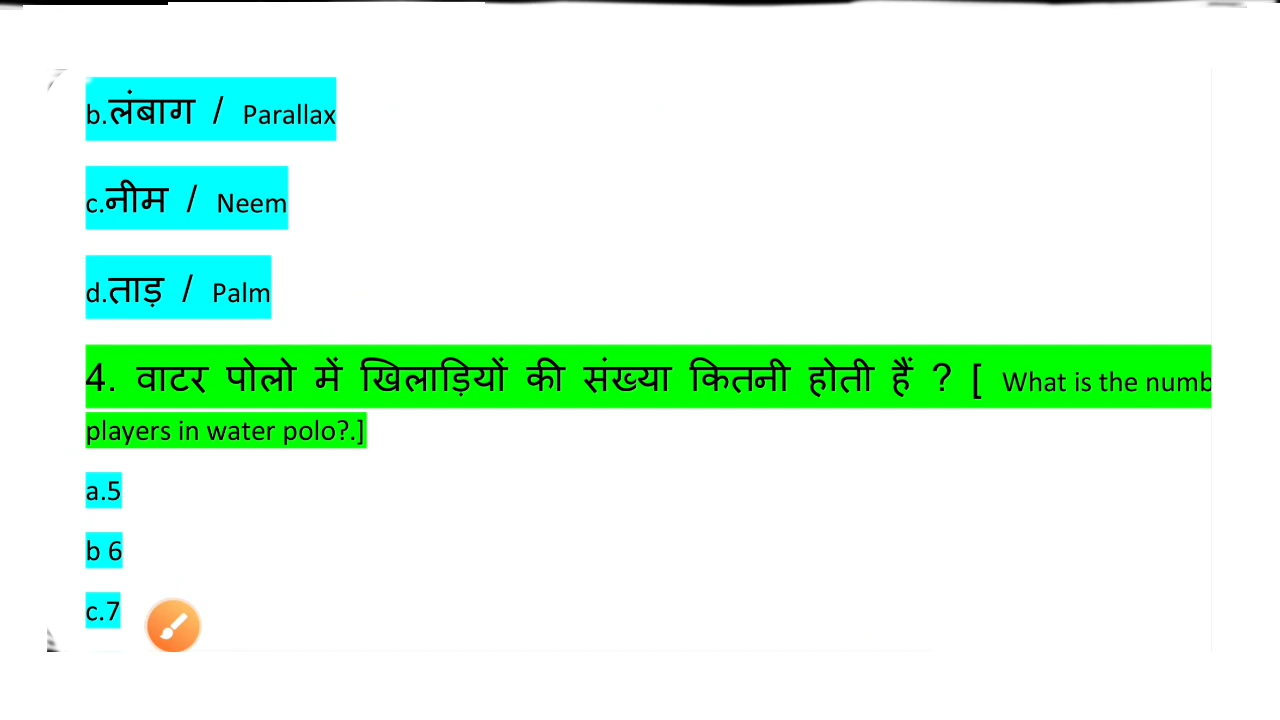 b.लंबाग / Parallax
c.नीम / Neem
d.ताड़ / Palm
4. वाटर पोलो में खिलाड़ियों की संख्या कितनी होती हैं ? [ What is the numb
players in water polo?.]
a.5
b 6
c.7